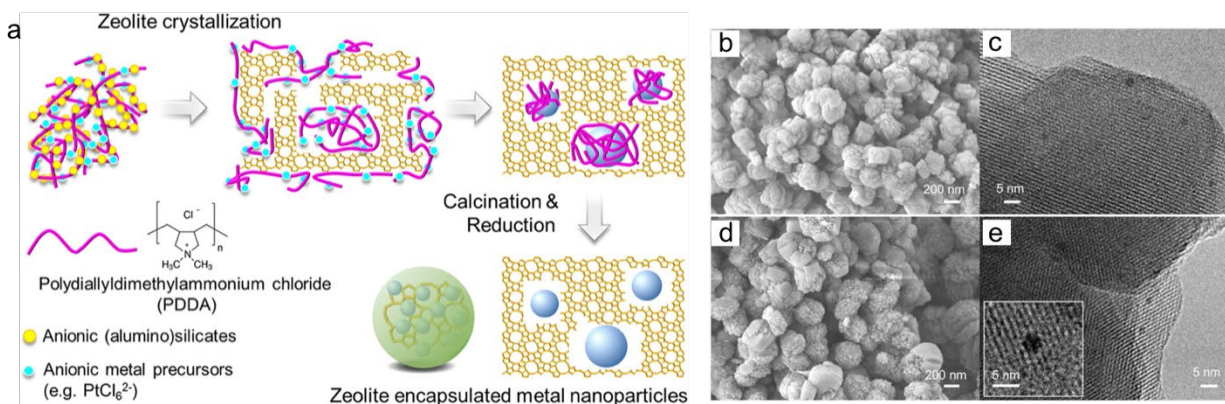 a
Zeolite crystallization
Calcination &
Reduction
Cl⁻
+
N
H₃C
CH₃
n
Polydiallyldimethylammonium chloride
(PDDA)
Anionic (alumino)silicates
Anionic metal precursors
(e.g. PtCl₆²⁻)
Zeolite encapsulated metal nanoparticles
b
200 nm
c
5 nm
d
200 nm
e
5 nm
5 nm